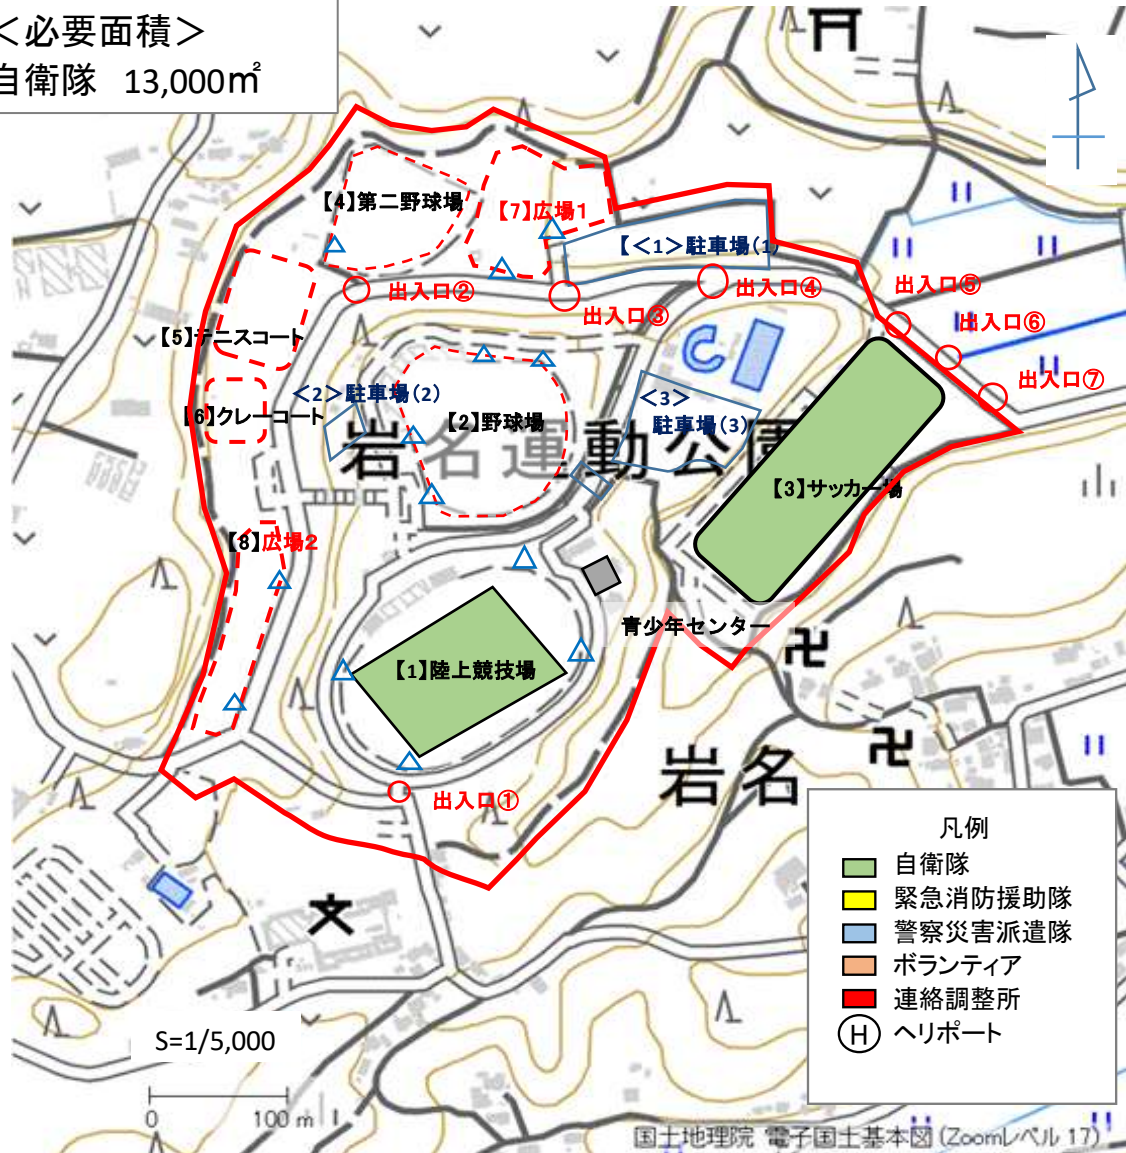 ＜必要面積＞
自衛隊 13,000㎡
【4】第二野球場
【7】広場1
【<1>駐車場(1)
出入口②
出入口③
出入口④
出入口⑤
出入口⑥
出入口⑦
【5】テニスコート
【6】クレーコート
<2>駐車場(2)
【2】野球場
<3>
駐車場(3)
岩名運動公園
【3】サッカー場
【8】広場2
青少年センター
【1】陸上競技場
岩名
出入口①
凡例
自衛隊
緊急消防援助隊
警察災害派遣隊
ボランティア
連絡調整所
H ヘリポート
S=1/5,000
0 100 m
国土地理院 電子国土基本図 (Zoomレベル 17)